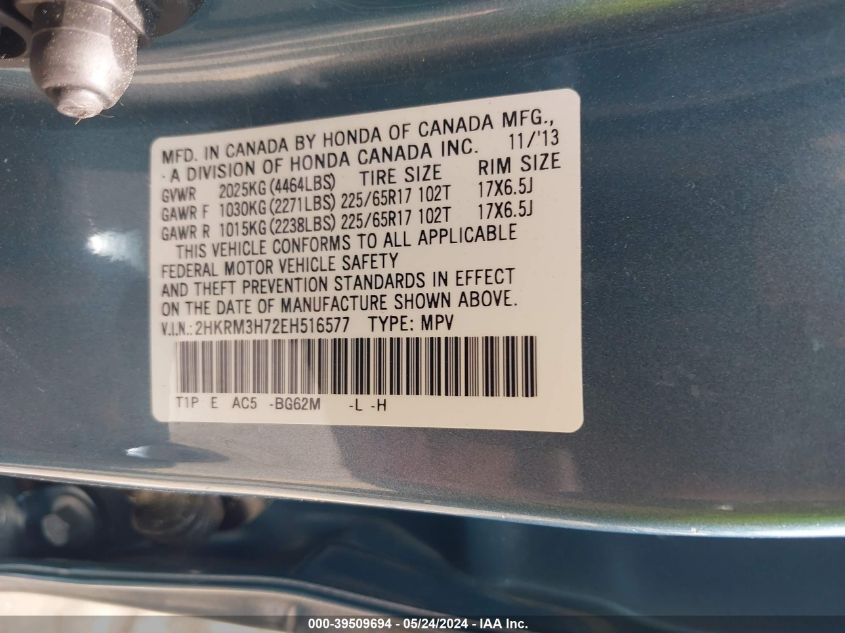 MFD. IN CANADA BY HONDA OF CANADA MFG.,
· A DIVISION OF HONDA CANADA INC. 11/'13
GVWR 2025KG (4464LBS) TIRE SIZE RIM SIZE
GAWR F 1030KG (2271LBS) 225/65R17 102T 17X6.5J
GAWR R 1015KG (2238LBS) 225/65R17 102T 17X6.5J
THIS VEHICLE CONFORMS TO ALL APPLICABLE
FEDERAL MOTOR VEHICLE SAFETY
AND THEFT PREVENTION STANDARDS IN EFFECT
ON THE DATE OF MANUFACTURE SHOWN ABOVE.
V.I.N.: 2HKRM3H72EH516577 TYPE: MPV
T1P E AC5 -BG62M -L -H
000-39509694 - 05/24/2024 - IAA Inc.